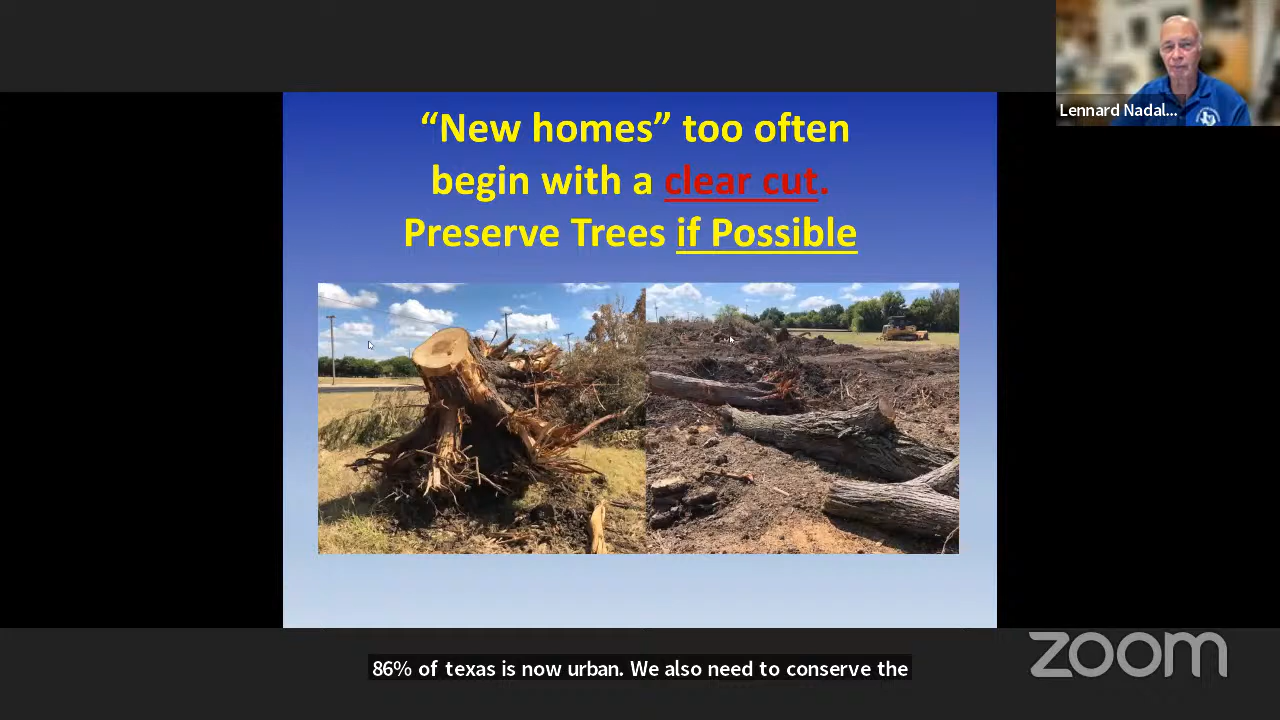 Lennard Nadal...
“New homes” too often
begin with a clear cut.
Preserve Trees if Possible
86% of texas is now urban. We also need to conserve the
zoom